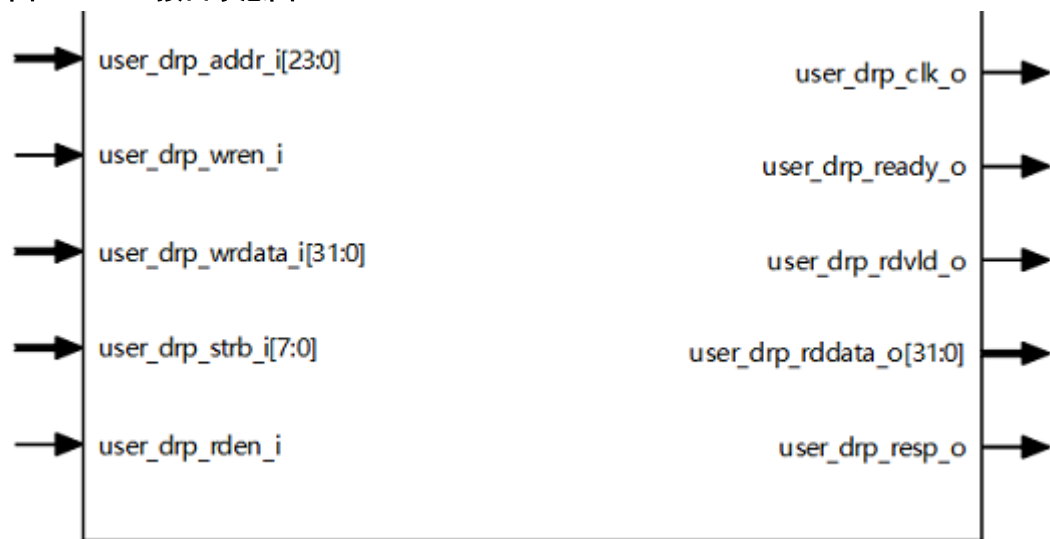 user_drp_addr_i[23:0]
user_drp_clk_o
user_drp_wren_i
user_drp_ready_o
user_drp_wrdata_i[31:0]
user_drp_rdvld_o
user_drp_strb_i[7:0]
user_drp_rddata_o[31:0]
user_drp_rden_i
user_drp_resp_o